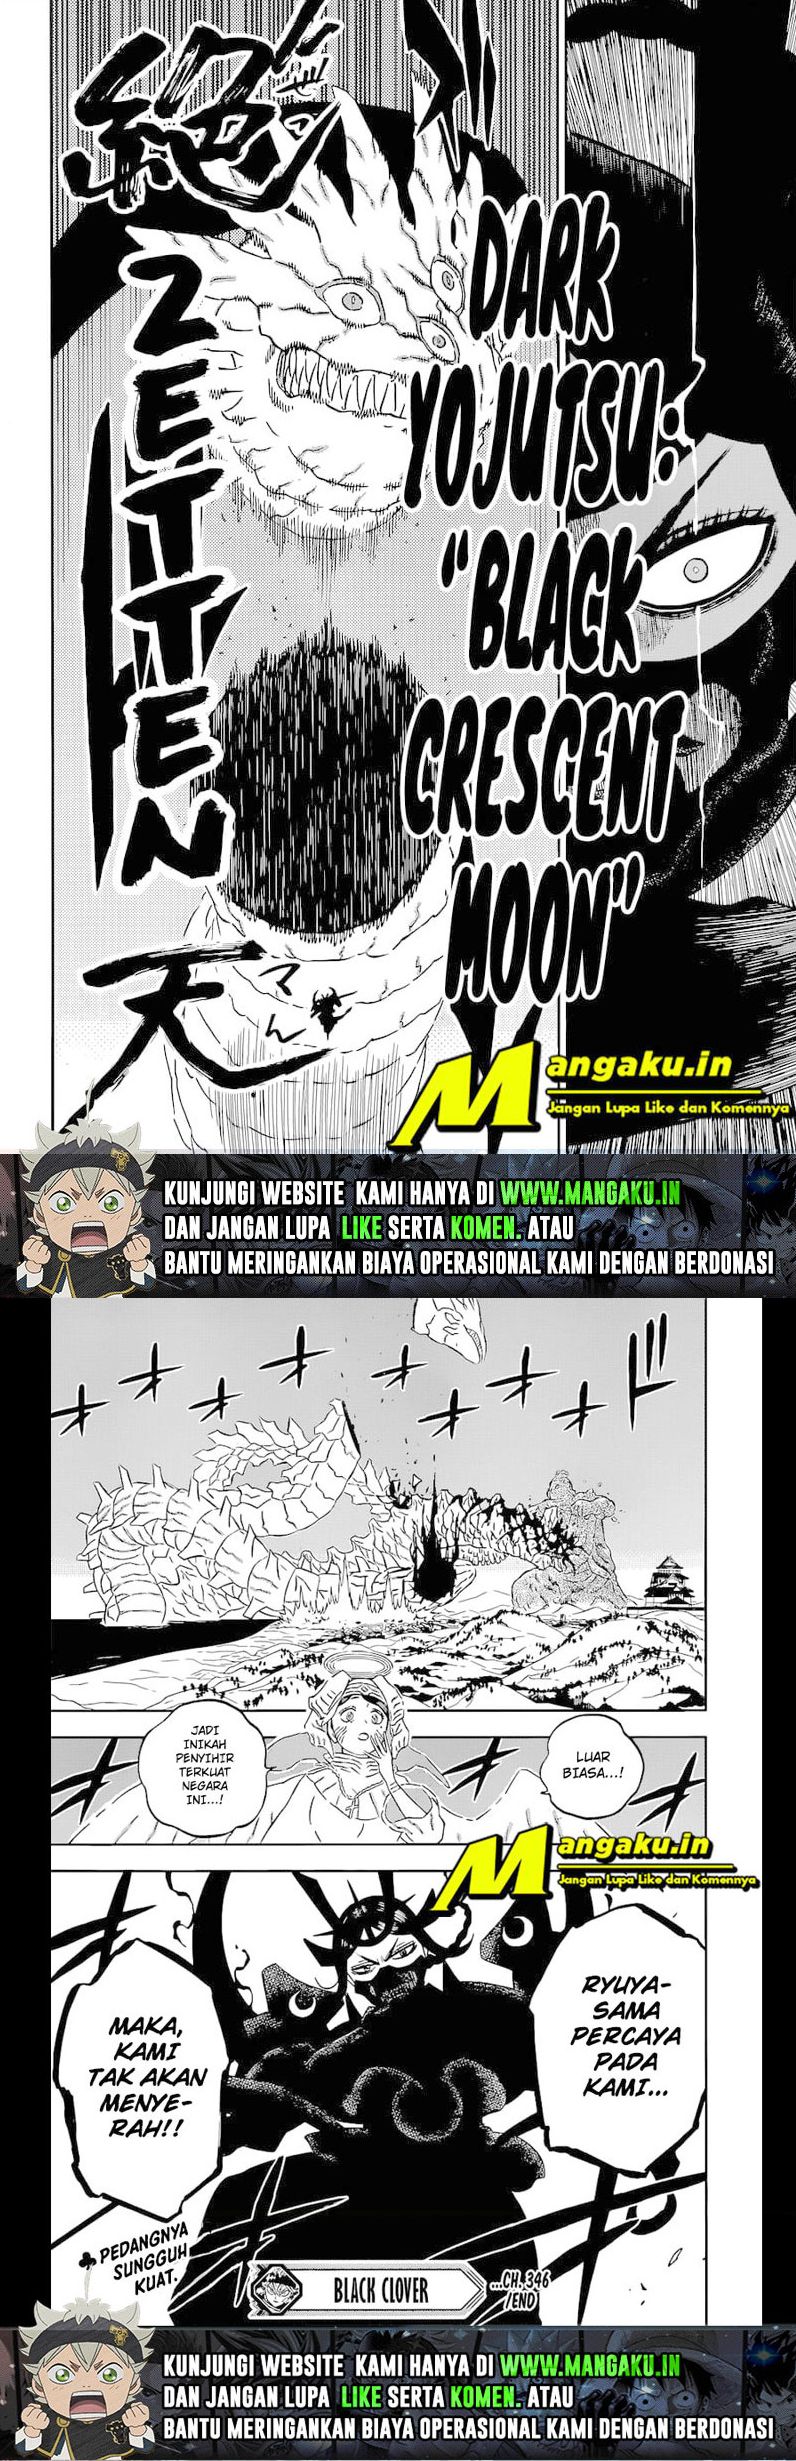 絶
ZETTEN
天
てん
DARK
YOJUTSU:
"BLACK
CRESCENT
MOON"
Mangaku.in
Jangan Lupa Like dan Komennya
KUNJUNGI WEBSITE KAMI HANYA DI WWW.MANGAKU.IN
DAN JANGAN LUPA LIKE SERTA KOMEN. ATAU
BANTU MERINGANKAN BIAYA OPERASIONAL KAMI DENGAN BERDONASI
LUAR
BIASA...!
JADI
INIKAH
PENYIHIR
TERKUAT
NEGARA
INI...!
Mangaku.in
Jangan Lupa Like dan Komennya
RYUYA-
SAMA
PERCAYA
PADA
KAMI...
MAKA,
KAMI
TAK AKAN
MENYE-
RAH!!
♣ PEDANGNYA
SUNGGUH
KUAT.
BLACK CLOVER
...CH. 346
/END
KUNJUNGI WEBSITE KAMI HANYA DI WWW.MANGAKU.IN
DAN JANGAN LUPA LIKE SERTA KOMEN. ATAU
BANTU MERINGANKAN BIAYA OPERASIONAL KAMI DENGAN BERDONASI